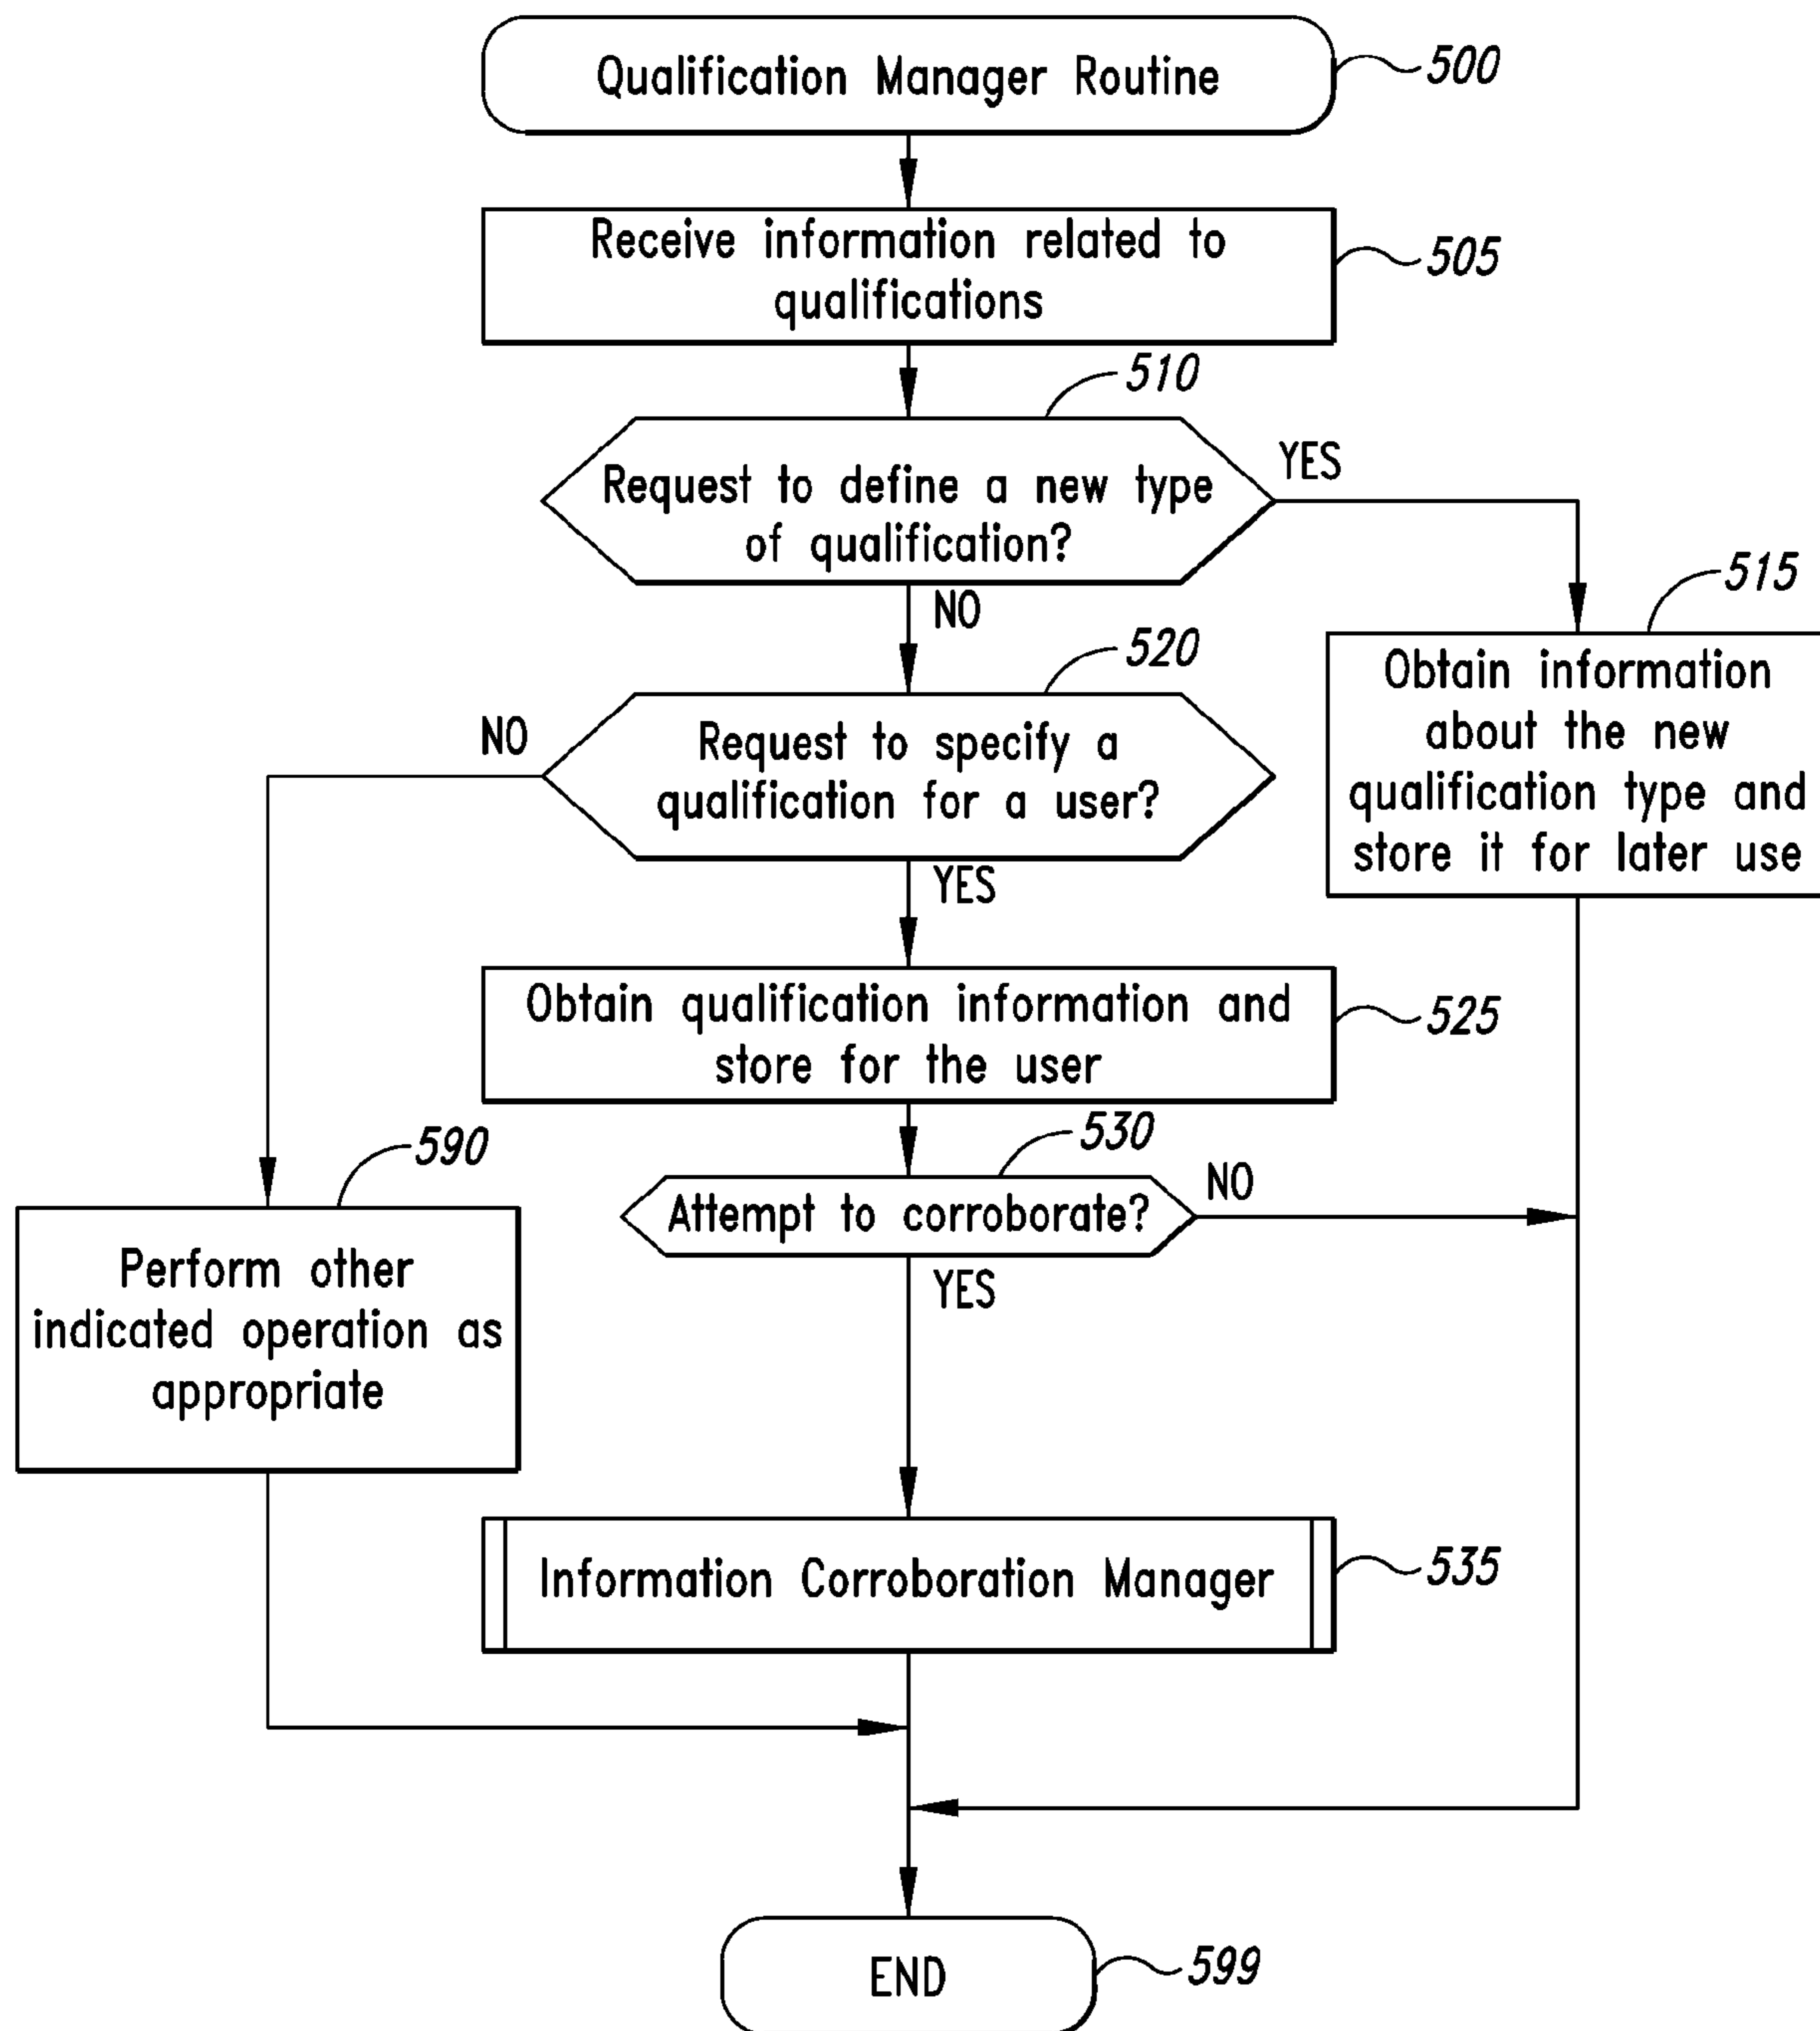 Qualification Manager Routine
500
Receive information related to
qualifications
505
510
Request to define a new type
of qualification?
YES
NO
515
Obtain information
about the new
qualification type and
store it for later use
520
Request to specify a
qualification for a user?
NO
YES
Obtain qualification information and
store for the user
525
530
Attempt to corroborate?
NO
YES
590
Perform other
indicated operation as
appropriate
Information Corroboration Manager
535
END
599